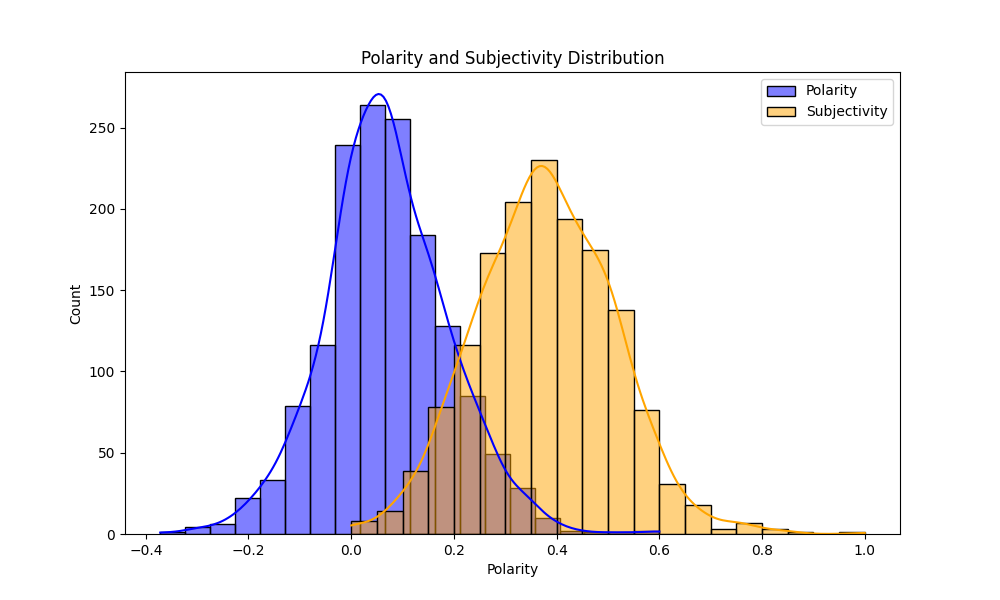 Polarity and Subjectivity Distribution
Polarity
Subjectivity
250
200
150
100
50
0
Count
−0.4
−0.2
0.0
0.2
0.4
0.6
0.8
1.0
Polarity